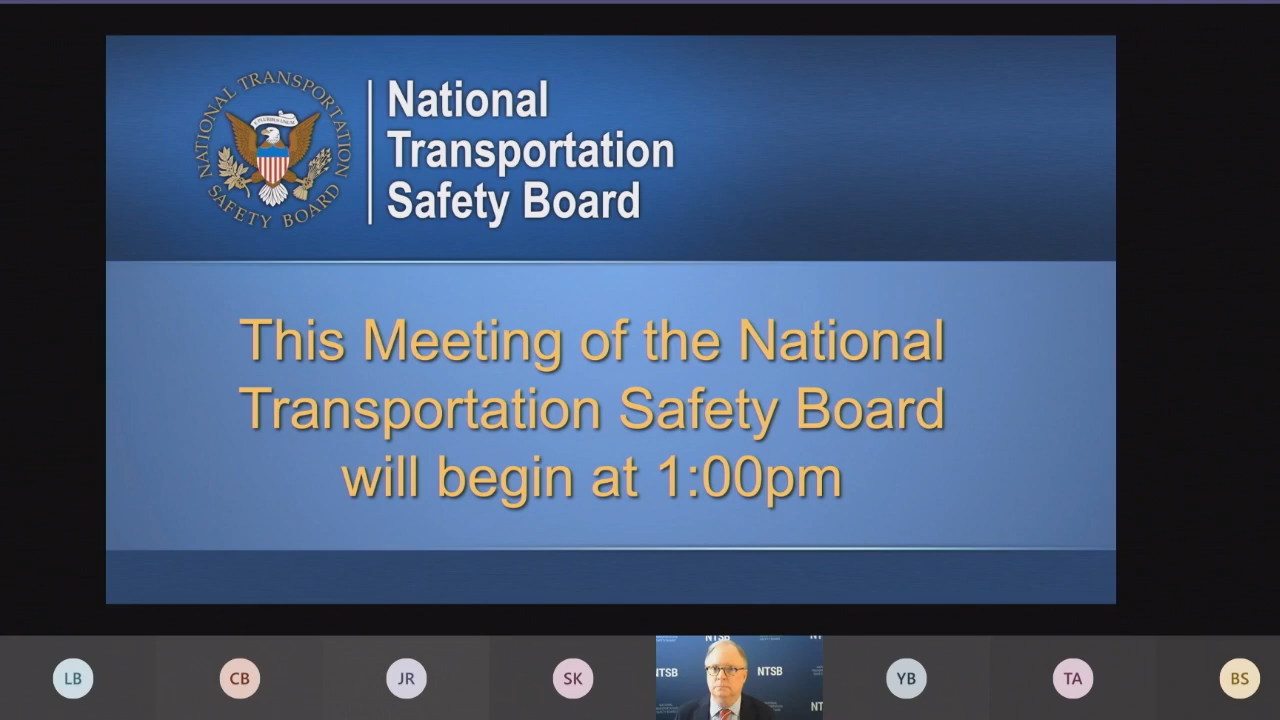 NATIONAL TRANSPORTATION SAFETY BOARD
National
Transportation
Safety Board
This Meeting of the National
Transportation Safety Board
will begin at 1:00pm
LB
CB
JR
SK
NTSB
NTSB
NTSB
YB
TA
BS